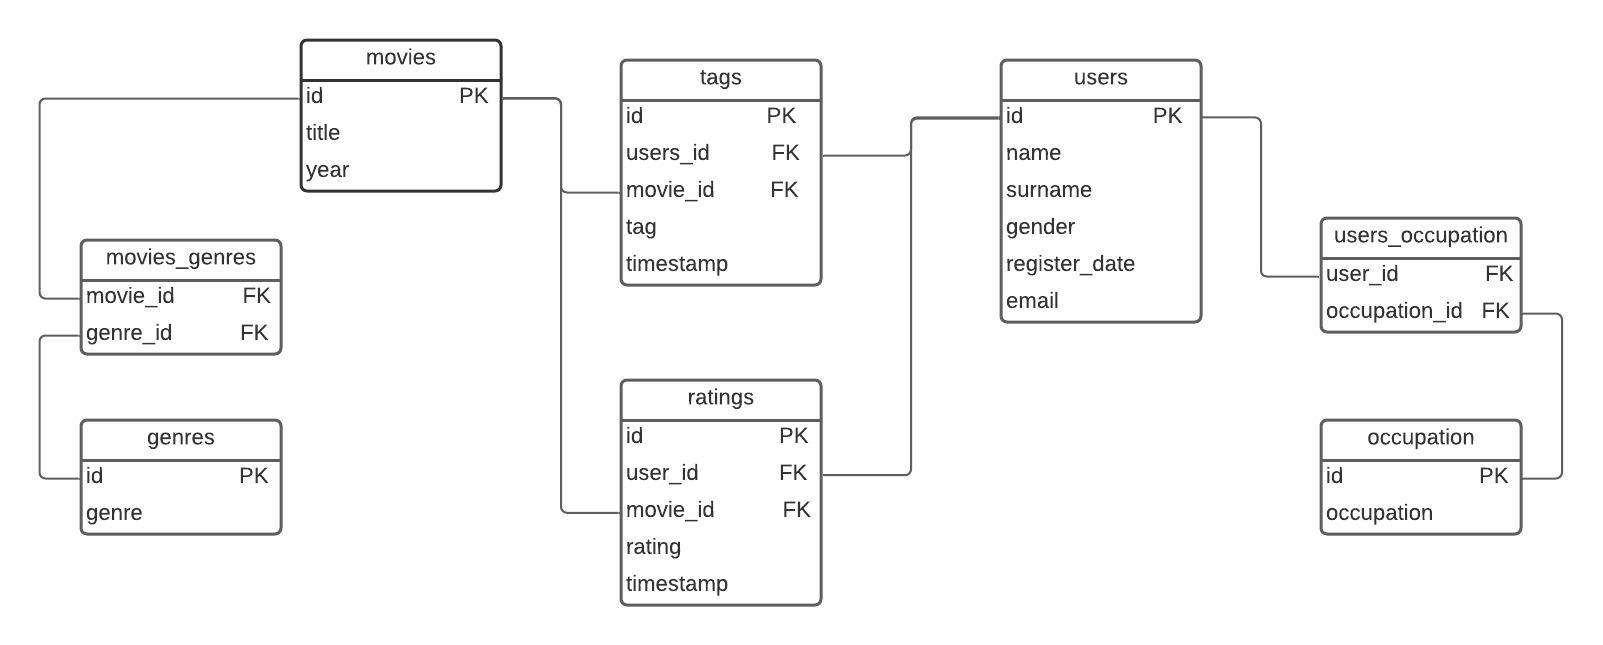 movies
id PK
title
year
tags
id PK
users_id FK
movie_id FK
tag
timestamp
users
id PK
name
surname
gender
register_date
email
users_occupation
user_id FK
occupation_id FK
movies_genres
movie_id FK
genre_id FK
genres
id PK
genre
ratings
id PK
user_id FK
movie_id FK
rating
timestamp
occupation
id PK
occupation